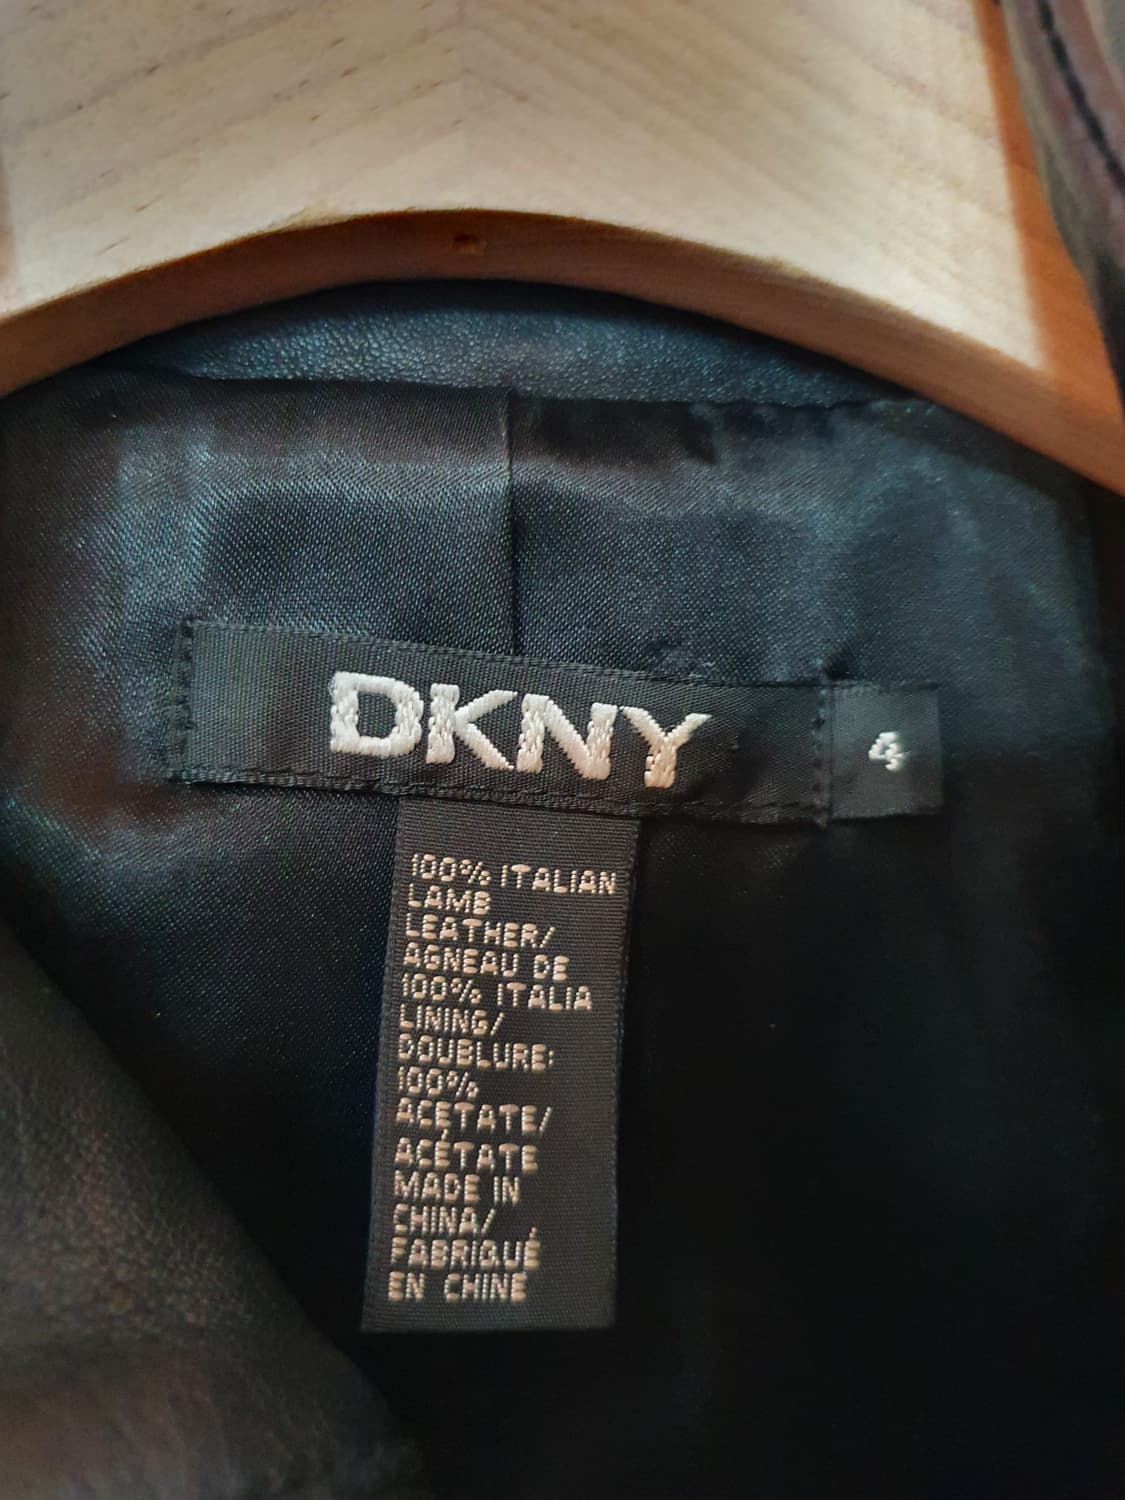 DKNY
4
100% ITALIAN
LAMB
LEATHER/
AGNEAU DE
100% ITALIA
LINING/
DOUBLURE:
100%
ACETATE/
ACÉTATE
MADE IN
CHINA/
FABRIQUÉ
EN CHINE